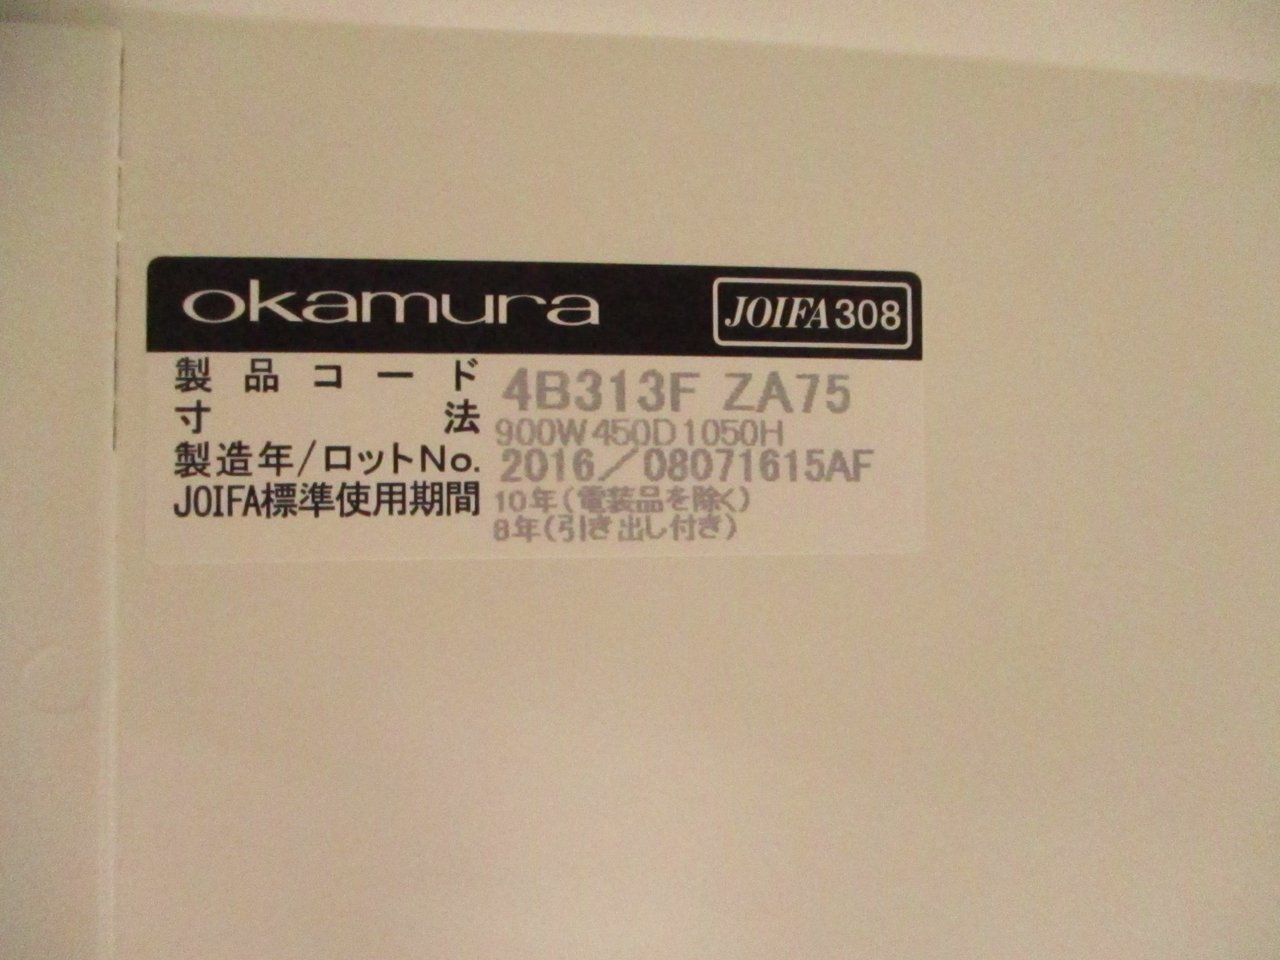 okamura JOIFA308
製品コード 4B313F ZA75
寸法 900W450D1050H
製造年/ロットNo. 2016/08071615AF
JOIFA標準使用期間 10年(電装品を除く)
8年(引き出し付き)